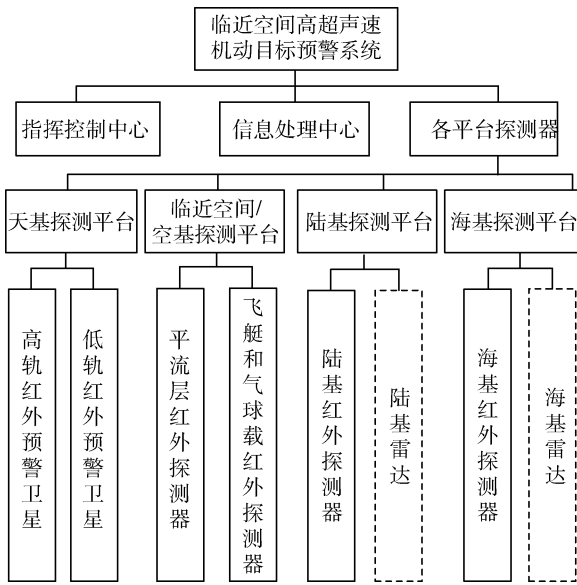 临近空间高超声速
机动目标预警系统
指挥控制中心
信息处理中心
各平台探测器
天基探测平台
临近空间/
空基探测平台
陆基探测平台
海基探测平台
高轨红外预警卫星
低轨红外预警卫星
平流层红外探测器
飞艇和气球载红外探测器
陆基红外探测器
陆基雷达
海基红外探测器
海基雷达